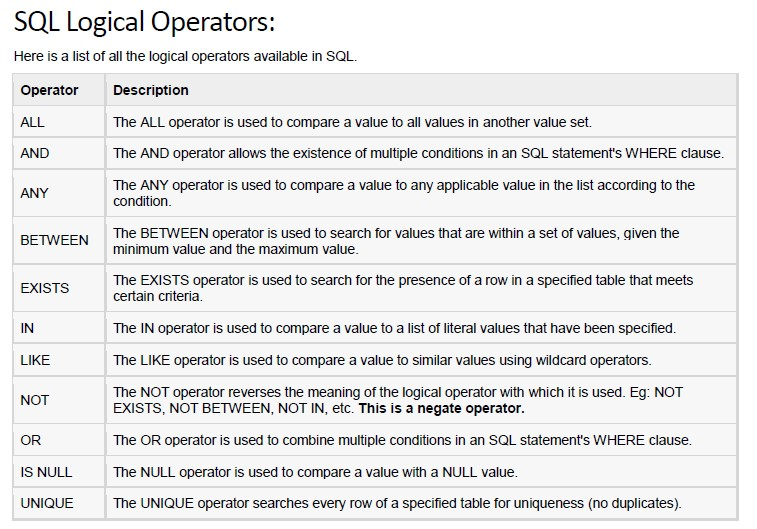 SQL Logical Operators:
Here is a list of all the logical operators available in SQL.
Operator Description
ALL The ALL operator is used to compare a value to all values in another value set.
AND The AND operator allows the existence of multiple conditions in an SQL statement's WHERE clause.
ANY The ANY operator is used to compare a value to any applicable value in the list according to the
condition.
BETWEEN The BETWEEN operator is used to search for values that are within a set of values, given the
minimum value and the maximum value.
EXISTS The EXISTS operator is used to search for the presence of a row in a specified table that meets
certain criteria.
IN The IN operator is used to compare a value to a list of literal values that have been specified.
LIKE The LIKE operator is used to compare a value to similar values using wildcard operators.
NOT The NOT operator reverses the meaning of the logical operator with which it is used. Eg: NOT
EXISTS, NOT BETWEEN, NOT IN, etc. This is a negate operator.
OR The OR operator is used to combine multiple conditions in an SQL statement's WHERE clause.
IS NULL The NULL operator is used to compare a value with a NULL value.
UNIQUE The UNIQUE operator searches every row of a specified table for uniqueness (no duplicates).